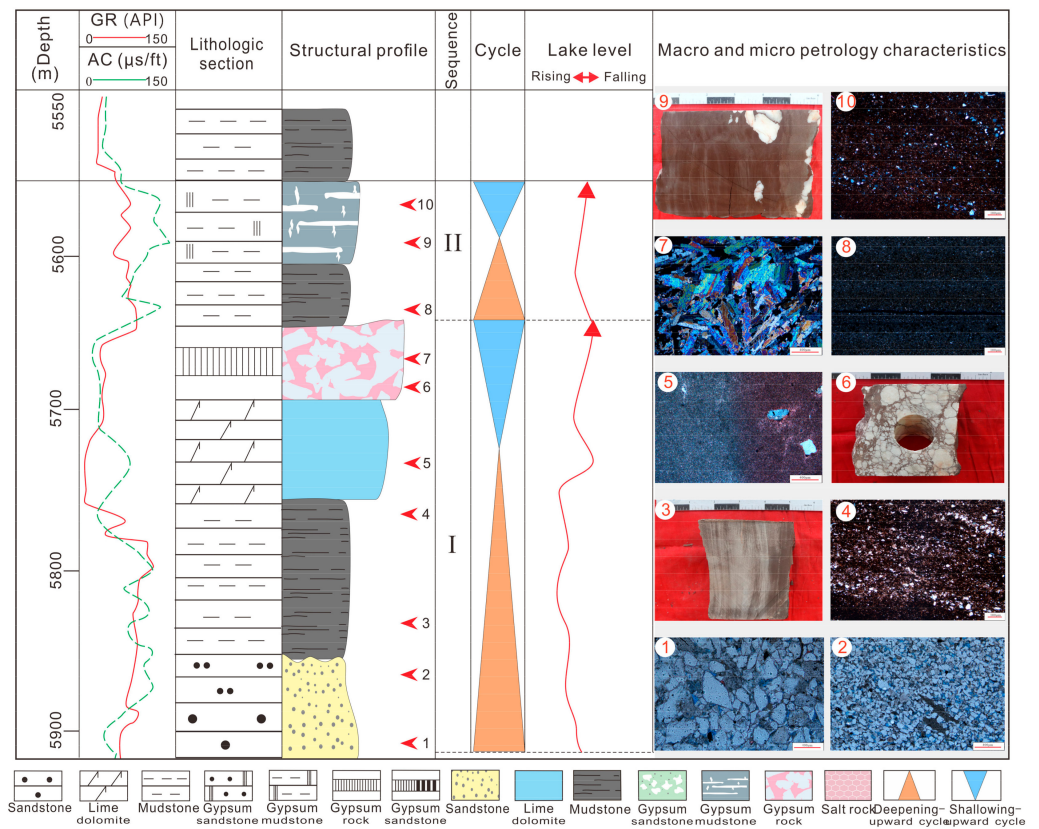 Depth
(m)
GR (API)
0 150
AC (μs/ft)
0 150
Lithologic
section
Structural profile
Sequence
Cycle
Lake level
Rising Falling
Macro and micro petrology characteristics
5550
5600
5700
5800
5900
10
9
8
7
6
5
4
3
2
1
II
I
9
10
7
8
5
6
3
4
1
2
Sandstone
Lime
dolomite
Mudstone
Gypsum
sandstone
Gypsum
mudstone
Gypsum
rock
Gypsum
sandstone
Sandstone
Lime
dolomite
Mudstone
Gypsum
sandstone
Gypsum
mudstone
Gypsum
rock
Salt rock
Deepening-
upward cycle
Shallowing-
upward cycle